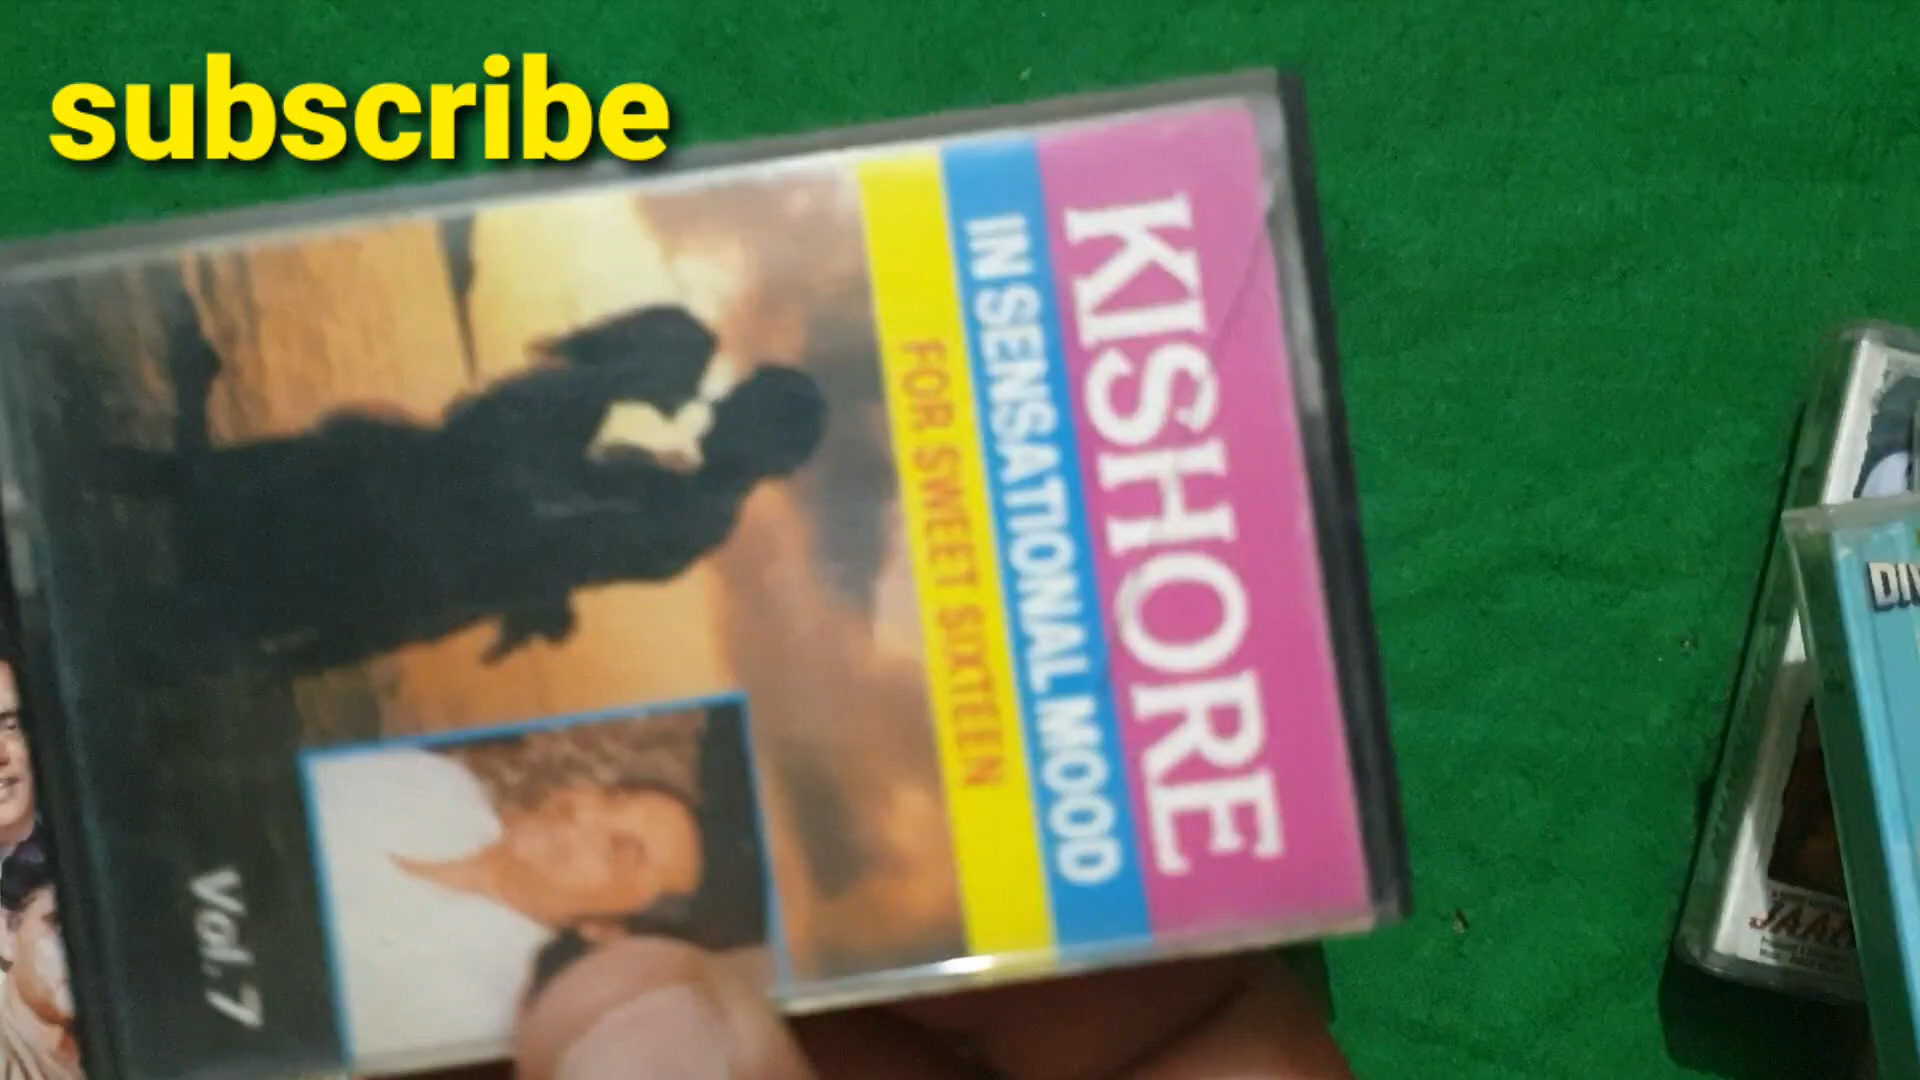 subscribe
KISHORE
IN SENSATIONAL MOOD
FOR SWEET SIXTEEN
Vol.7